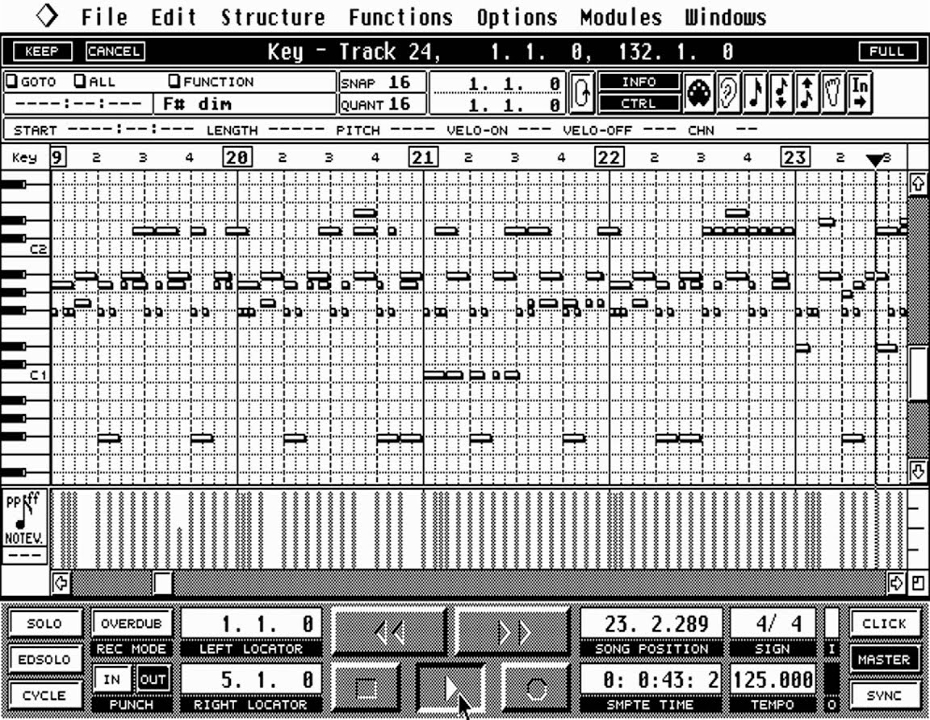 File Edit Structure Functions Options Modules Windows
KEEP CANCEL Key - Track 24, 1. 1. 0, 132. 1. 0 FULL
GOTO ALL FUNCTION SNAP 16 1. 1. 0 INFO In
----:--:--- F# dim QUANT 16 1. 1. 0 CTRL
START ----:--:--- LENGTH ----- PITCH ---- VELO-ON --- VELO-OFF --- CHN --
Key 9 2 3 4 20 2 3 4 21 2 3 4 22 2 3 4 23 2 3
C2
C1
PP ff
NOTEV.
---
SOLO OVERDUB 1. 1. 0 23. 2.289 4/ 4 CLICK
REC MODE LEFT LOCATOR SONG POSITION SIGN I
EDSOLO MASTER
IN OUT 5. 1. 0 0: 0:43: 2 125.000
CYCLE PUNCH RIGHT LOCATOR SMPTE TIME TEMPO O SYNC